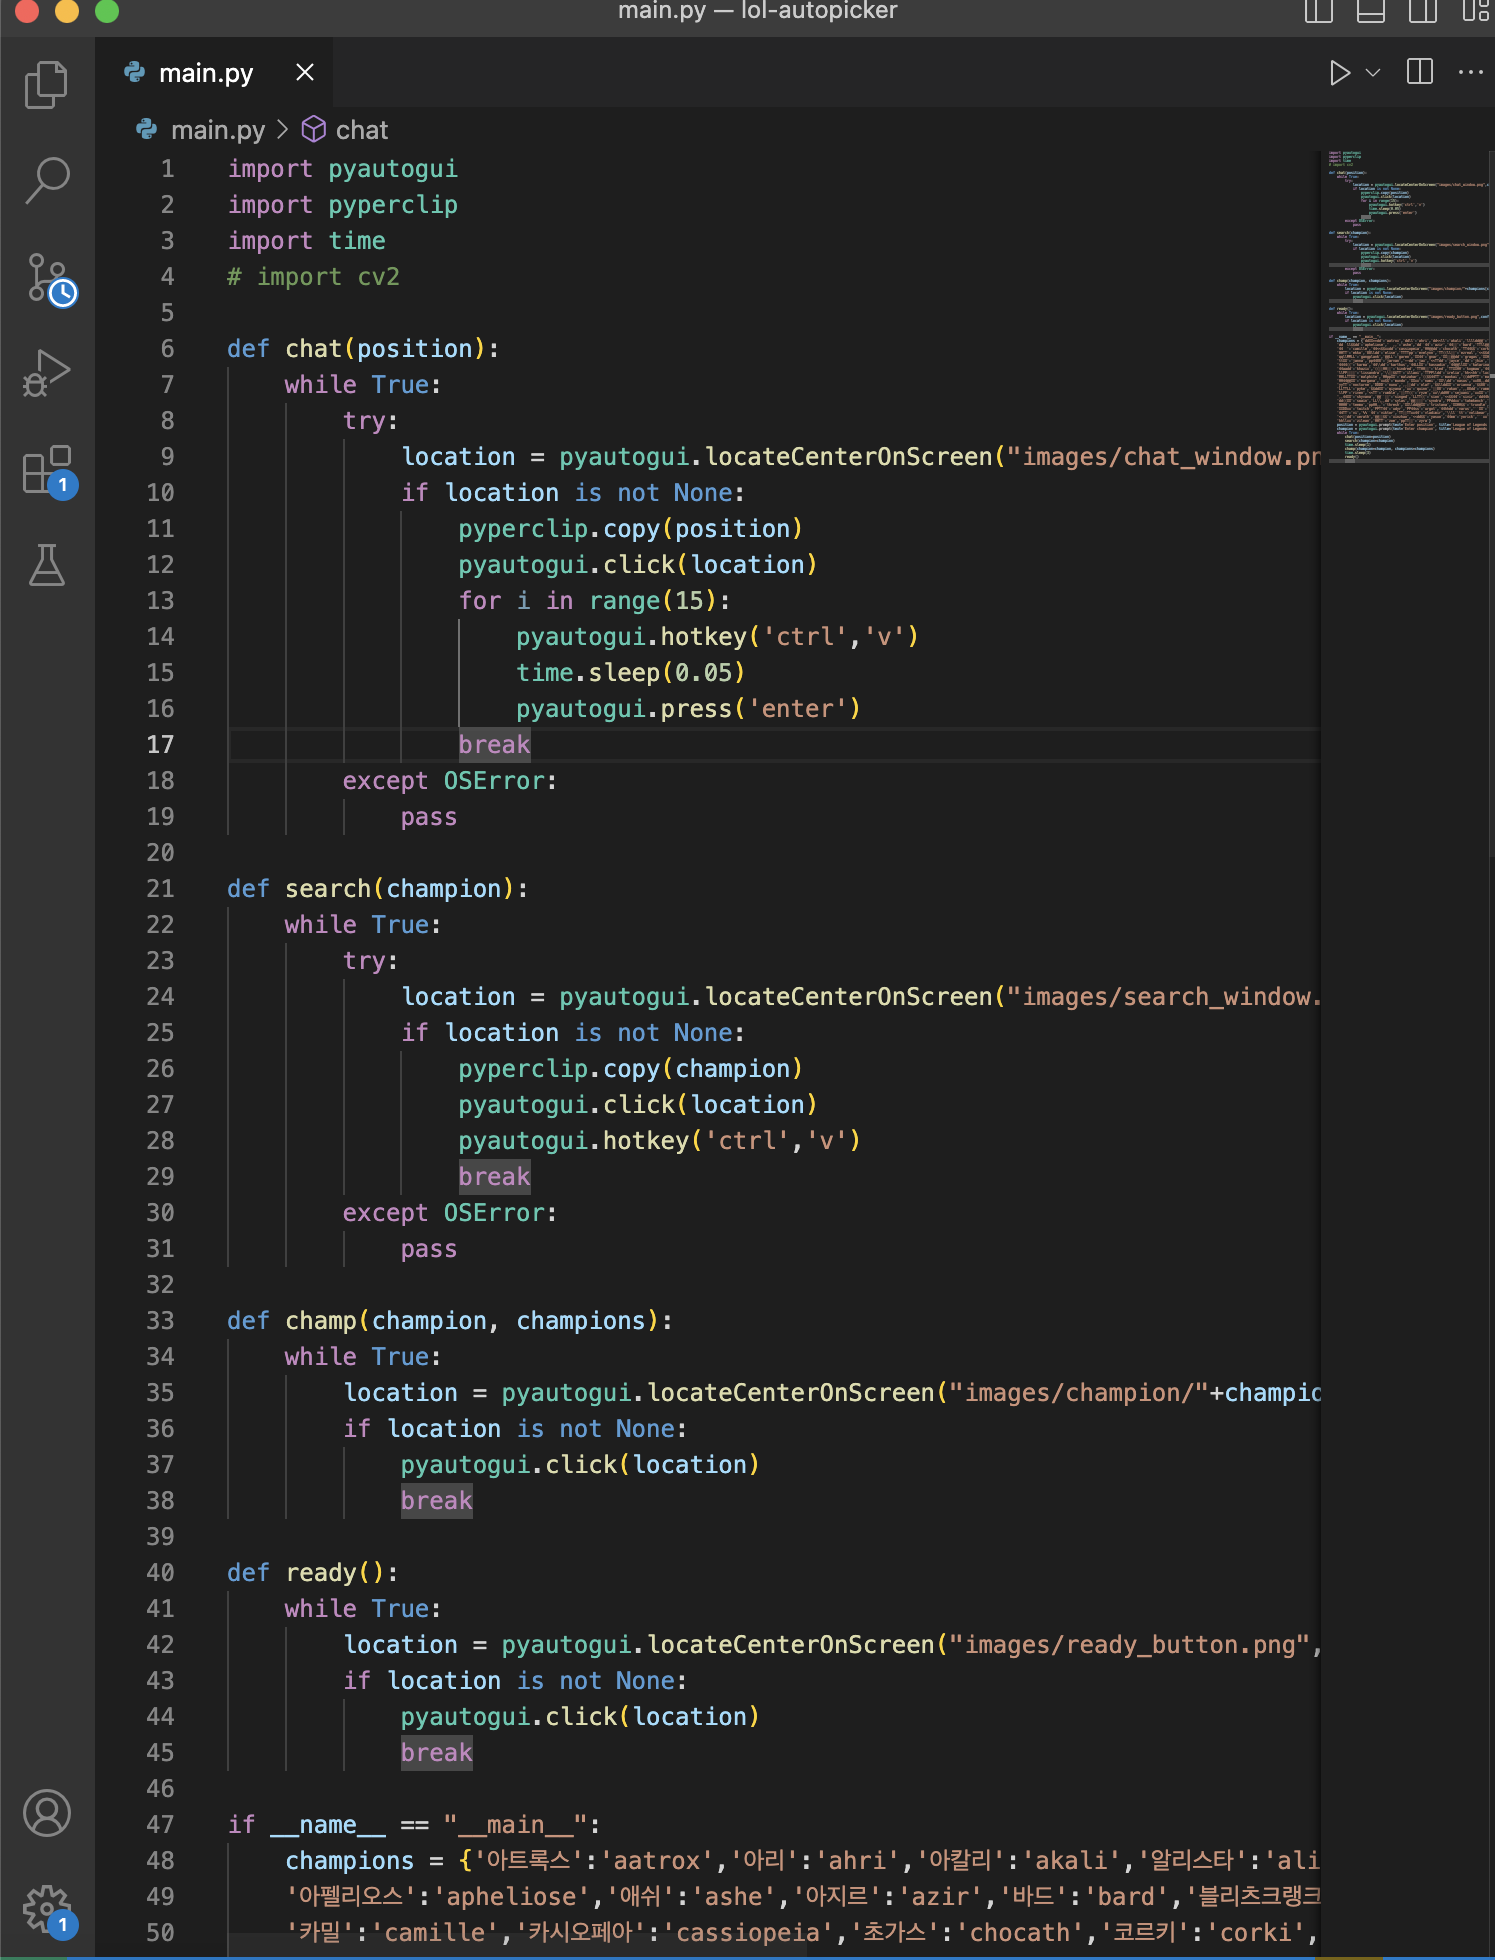 main.py — lol-autopicker
main.py
main.py > chat
1 import pyautogui
2 import pyperclip
3 import time
4 # import cv2
5
6 def chat(position):
7     while True:
8         try:
9             location = pyautogui.locateCenterOnScreen("images/chat_window.pn
10             if location is not None:
11                 pyperclip.copy(position)
12                 pyautogui.click(location)
13                 for i in range(15):
14                     pyautogui.hotkey('ctrl','v')
15                     time.sleep(0.05)
16                     pyautogui.press('enter')
17                 break
18         except OSError:
19             pass
20
21 def search(champion):
22     while True:
23         try:
24             location = pyautogui.locateCenterOnScreen("images/search_window.
25             if location is not None:
26                 pyperclip.copy(champion)
27                 pyautogui.click(location)
28                 pyautogui.hotkey('ctrl','v')
29                 break
30         except OSError:
31             pass
32
33 def champ(champion, champions):
34     while True:
35         location = pyautogui.locateCenterOnScreen("images/champion/"+champio
36         if location is not None:
37             pyautogui.click(location)
38             break
39
40 def ready():
41     while True:
42         location = pyautogui.locateCenterOnScreen("images/ready_button.png",
43         if location is not None:
44             pyautogui.click(location)
45             break
46
47 if __name__ == "__main__":
48     champions = {'아트록스':'aatrox','아리':'ahri','아칼리':'akali','알리스타':'ali
49     '아펠리오스':'apheliose','애쉬':'ashe','아지르':'azir','바드':'bard','블리츠크랭크
50     '카밀':'camille','카시오페아':'cassiopeia','초가스':'chocath','코르키':'corki',
1
1